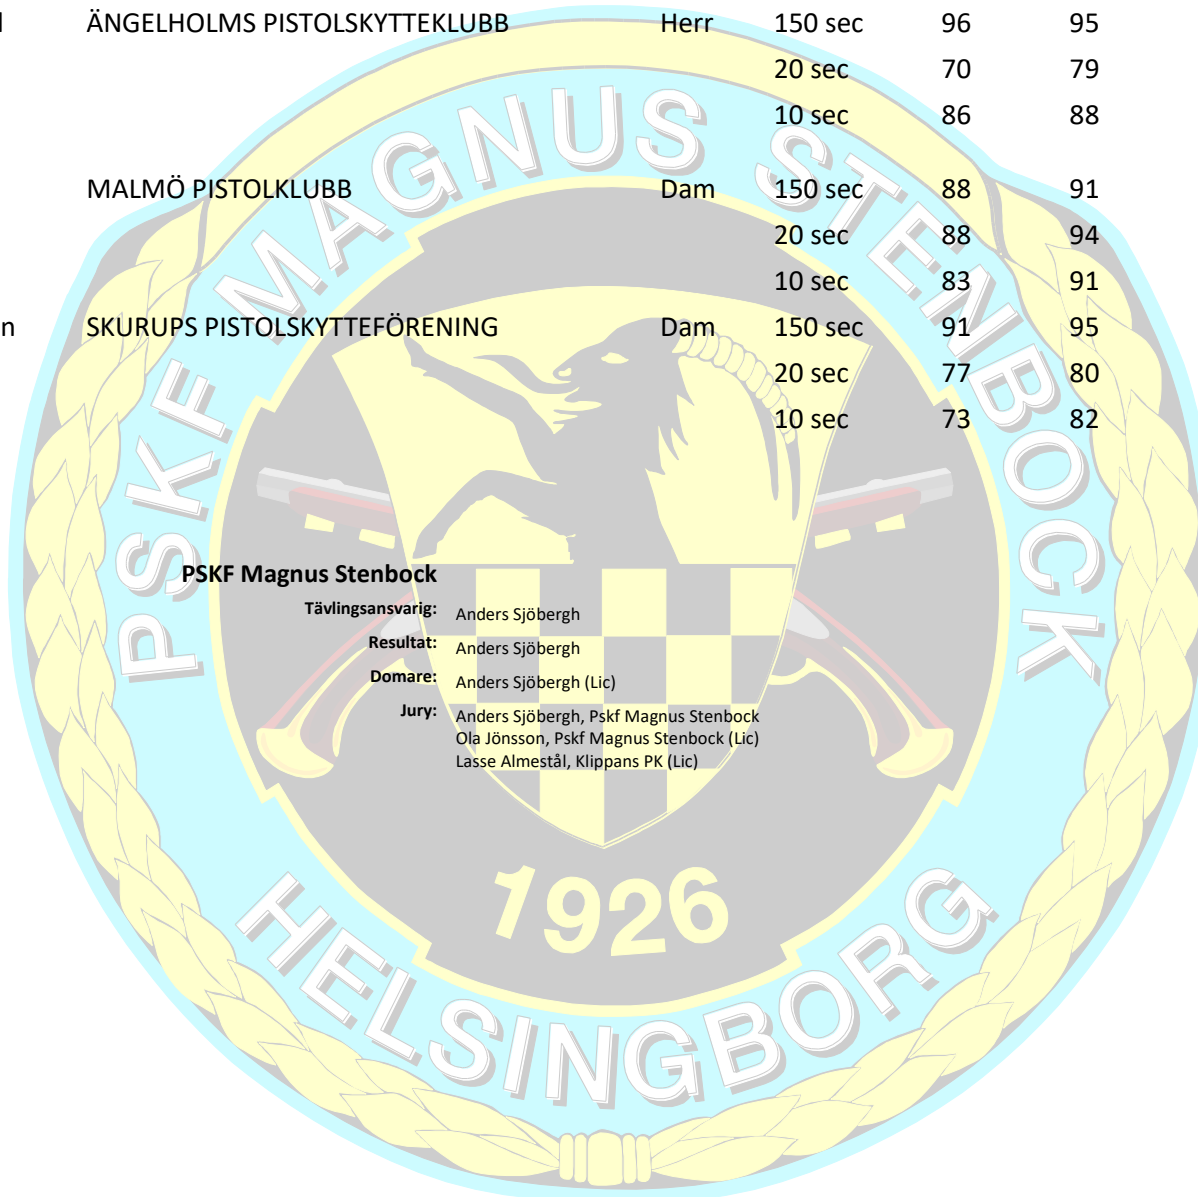 l ÄNGELHOLMS PISTOLSKYTTEKLUBB Herr 150 sec 96 95
20 sec 70 79
10 sec 86 88
MALMÖ PISTOLKLUBB Dam 150 sec 88 91
20 sec 88 94
10 sec 83 91
n SKURUPS PISTOLSKYTTEFÖRENING Dam 150 sec 91 95
20 sec 77 80
10 sec 73 82
PSKF Magnus Stenbock
Tävlingsansvarig: Anders Sjöbergh
Resultat: Anders Sjöbergh
Domare: Anders Sjöbergh (Lic)
Jury: Anders Sjöbergh, Pskf Magnus Stenbock
Ola Jönsson, Pskf Magnus Stenbock (Lic)
Lasse Almestål, Klippans PK (Lic)
PSKF MAGNUS STENBOCK
1926
HELSINGBORG